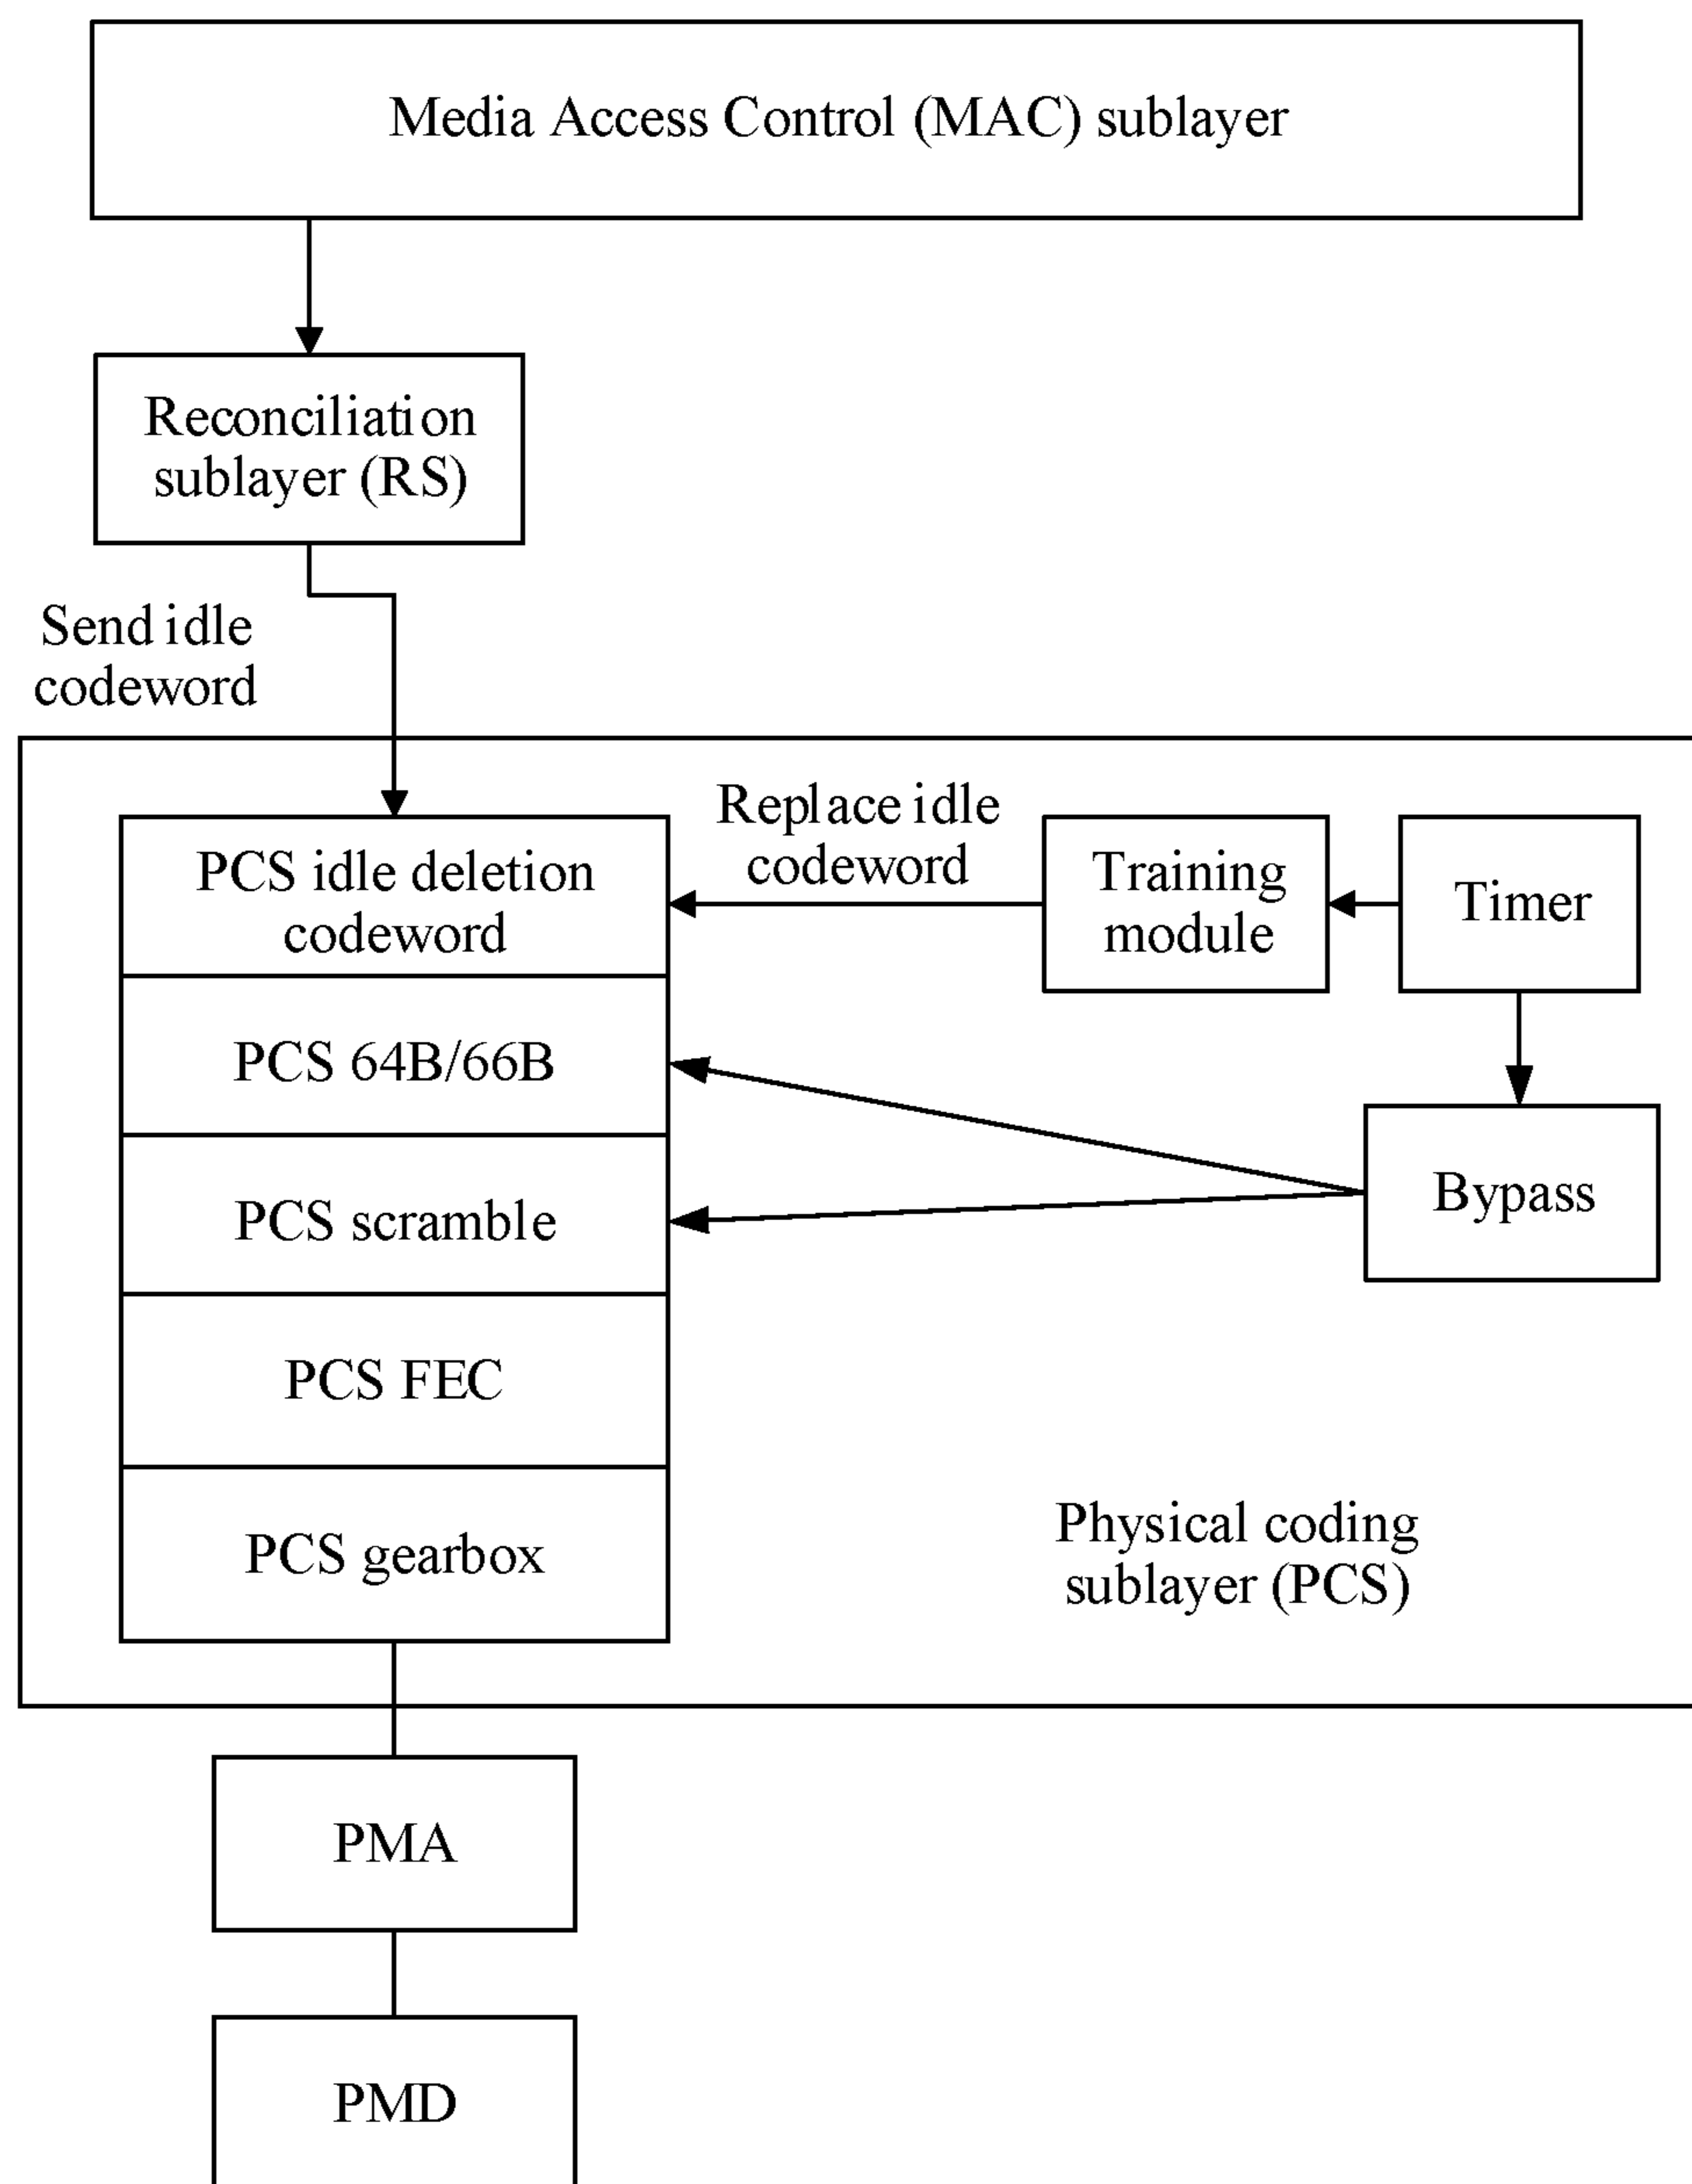 Media Access Control (MAC) sublayer
Reconciliation
sublayer (RS)
Send idle
codeword
PCS idle deletion
codeword
Replace idle
codeword
Training
module
Timer
PCS 64B/66B
PCS scramble
Bypass
PCS FEC
PCS gearbox
Physical coding
sublayer (PCS)
PMA
PMD